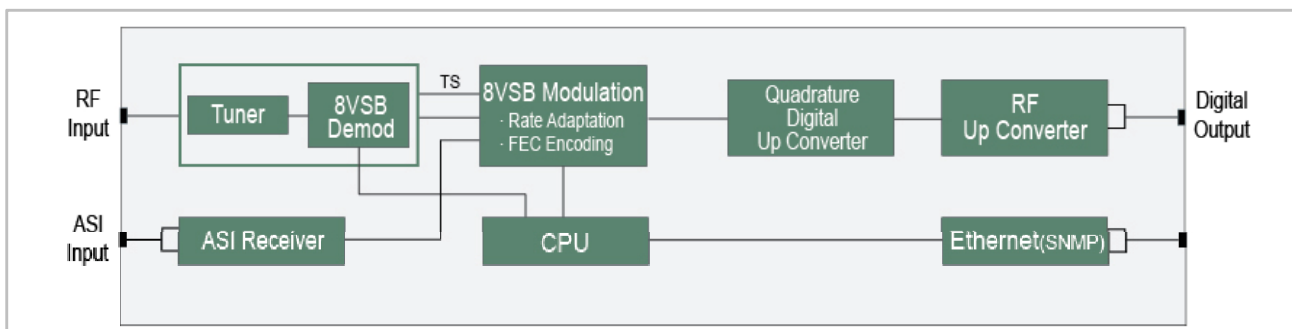 RF
Input
Tuner
8VSB
Demod
TS
8VSB Modulation
· Rate Adaptation
· FEC Encoding
Quadrature
Digital
Up Converter
RF
Up Converter
Digital
Output
ASI
Input
ASI Receiver
CPU
Ethernet(SNMP)